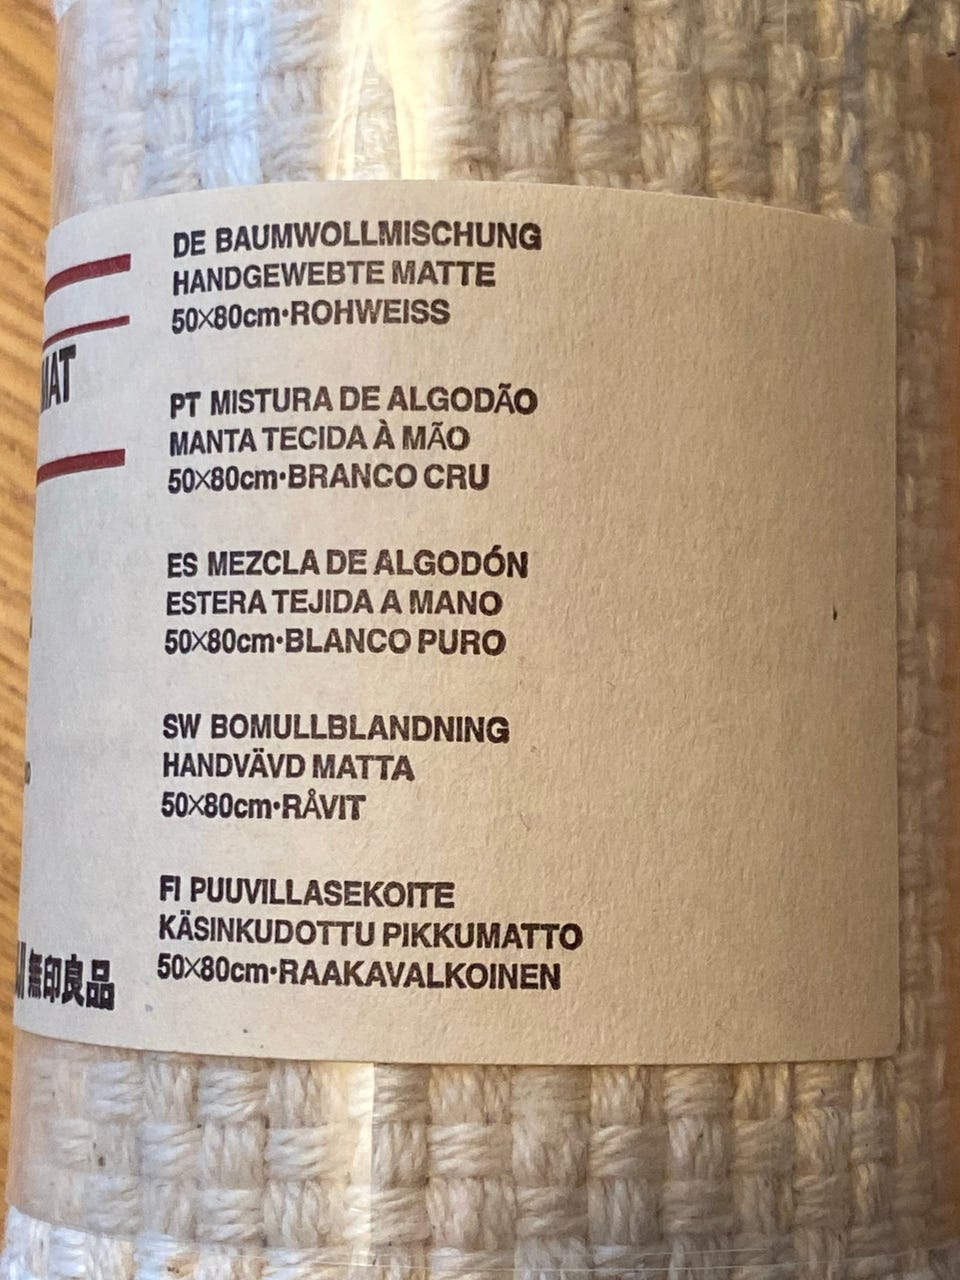 DE BAUMWOLLMISCHUNG
HANDGEWEBTE MATTE
50×80cm•ROHWEISS
PT MISTURA DE ALGODÃO
MANTA TECIDA À MÃO
50×80cm•BRANCO CRU
ES MEZCLA DE ALGODÓN
ESTERA TEJIDA A MANO
50×80cm•BLANCO PURO
SW BOMULLBLANDNING
HANDVÄVD MATTA
50×80cm•RÅVIT
FI PUUVILLASEKOITE
KÄSINKUDOTTU PIKKUMATTO
50×80cm•RAAKAVALKOINEN
MAT
無印良品